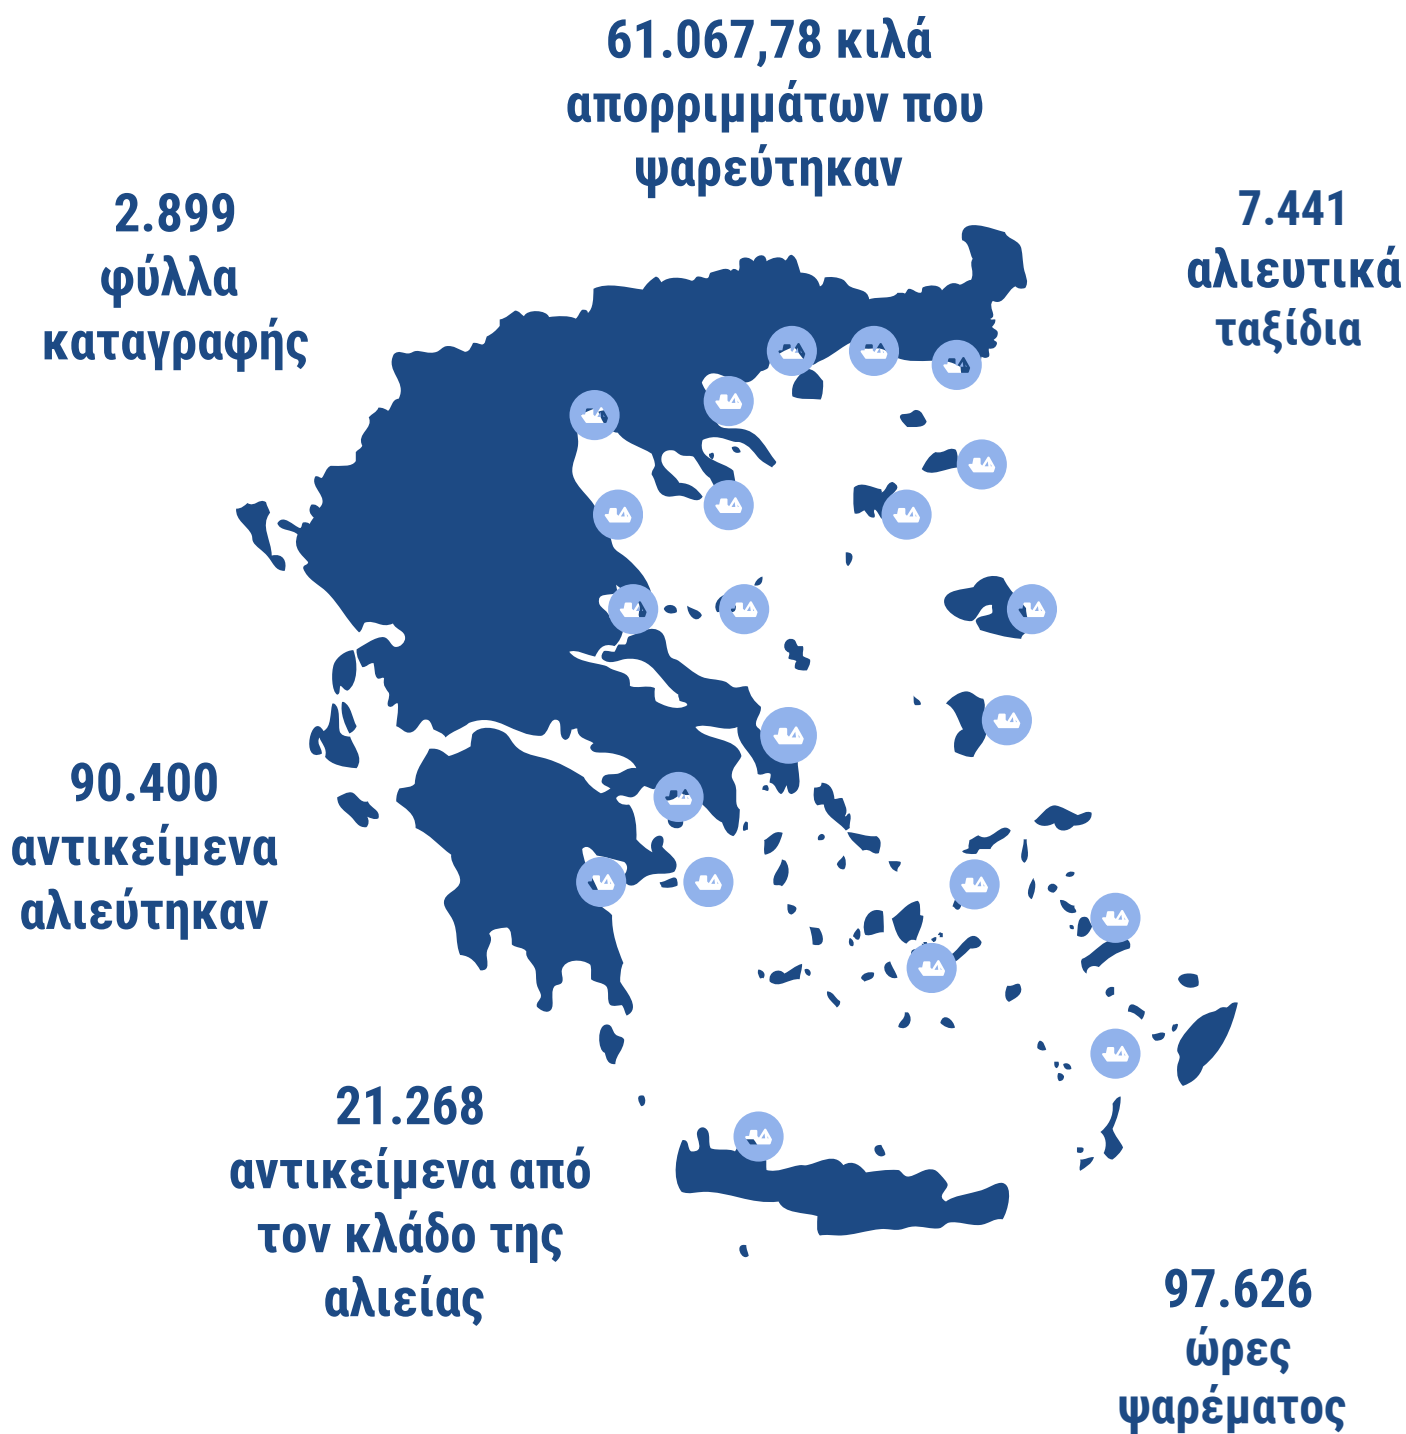 61.067,78 κιλά
απορριμμάτων που
ψαρεύτηκαν
2.899
φύλλα
καταγραφής
7.441
αλιευτικά
ταξίδια
90.400
αντικείμενα
αλιεύτηκαν
21.268
αντικείμενα από
τον κλάδο της
αλιείας
97.626
ώρες
ψαρέματος